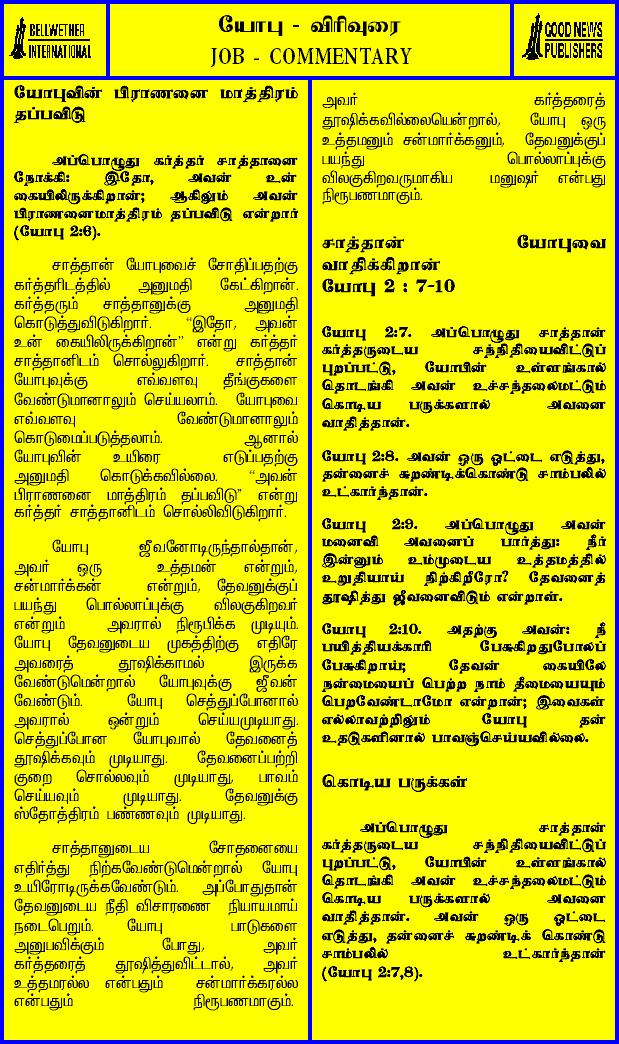 BELLWETHER
INTERNATIONAL
யோபு - விரிவுரை
JOB - COMMENTARY
GOOD NEWS
PUBLISHERS
யோபுவின் பிராணனை மாத்திரம்
தப்பவிடு
அப்பொழுது கர்த்தர் சாத்தானை
நோக்கி: இதோ, அவன் உன்
கையிலிருக்கிறான்; ஆகிலும் அவன்
பிராணனைமாத்திரம் தப்பவிடு என்றார்
(யோபு 2:6).
சாத்தான் யோபுவைச் சோதிப்பதற்கு
கர்த்தரிடத்தில் அனுமதி கேட்கிறான்.
கர்த்தரும் சாத்தானுக்கு அனுமதி
கொடுத்துவிடுகிறார். “இதோ, அவன்
உன் கையிலிருக்கிறான்” என்று கர்த்தர்
சாத்தானிடம் சொல்லுகிறார். சாத்தான்
யோபுவுக்கு எவ்வளவு தீங்குகளை
வேண்டுமானாலும் செய்யலாம். யோபுவை
எவ்வளவு வேண்டுமானாலும்
கொடுமைப்படுத்தலாம். ஆனால்
யோபுவின் உயிரை எடுப்பதற்கு
அனுமதி கொடுக்கவில்லை. “அவன்
பிராணனை மாத்திரம் தப்பவிடு” என்று
கர்த்தர் சாத்தானிடம் சொல்லிவிடுகிறார்.
யோபு ஜீவனோடிருந்தால்தான்,
அவர் ஒரு உத்தமன் என்றும்,
சன்மார்க்கன் என்றும், தேவனுக்குப்
பயந்து பொல்லாப்புக்கு விலகுகிறவர்
என்றும் அவரால் நிரூபிக்க முடியும்.
யோபு தேவனுடைய முகத்திற்கு எதிரே
அவரைத் தூஷிக்காமல் இருக்க
வேண்டுமென்றால் யோபுவுக்கு ஜீவன்
வேண்டும். யோபு செத்துப்போனால்
அவரால் ஒன்றும் செய்யமுடியாது.
செத்துப்போன யோபுவால் தேவனைத்
தூஷிக்கவும் முடியாது. தேவனைப்பற்றி
குறை சொல்லவும் முடியாது, பாவம்
செய்யவும் முடியாது. தேவனுக்கு
ஸ்தோத்திரம் பண்ணவும் முடியாது.
சாத்தானுடைய சோதனையை
எதிர்த்து நிற்கவேண்டுமென்றால் யோபு
உயிரோடிருக்கவேண்டும். அப்போதுதான்
தேவனுடைய நீதி விசாரணை நியாயமாய்
நடைபெறும். யோபு பாடுகளை
அனுபவிக்கும் போது, அவர்
கர்த்தரைத் தூஷித்துவிட்டால், அவர்
உத்தமரல்ல என்பதும் சன்மார்க்கரல்ல
என்பதும் நிரூபணமாகும்.
அவர் கர்த்தரைத்
தூஷிக்கவில்லையென்றால், யோபு ஒரு
உத்தமனும் சன்மார்க்கனும், தேவனுக்குப்
பயந்து பொல்லாப்புக்கு
விலகுகிறவருமாகிய மனுஷர் என்பது
நிரூபணமாகும்.
சாத்தான் யோபுவை
வாதிக்கிறான்
யோபு 2 : 7-10
யோபு 2:7. அப்பொழுது சாத்தான்
கர்த்தருடைய சந்நிதியைவிட்டுப்
புறப்பட்டு, யோபின் உள்ளங்கால்
தொடங்கி அவன் உச்சந்தலைமட்டும்
கொடிய பருக்களால் அவனை
வாதித்தான்.
யோபு 2:8. அவன் ஒரு ஓட்டை எடுத்து,
தன்னைச் சுறண்டிக்கொண்டு சாம்பலில்
உட்கார்ந்தான்.
யோபு 2:9. அப்பொழுது அவன்
மனைவி அவனைப் பார்த்து: நீர்
இன்னும் உம்முடைய உத்தமத்தில்
உறுதியாய் நிற்கிறீரோ? தேவனைத்
தூஷித்து ஜீவனைவிடும் என்றாள்.
யோபு 2:10. அதற்கு அவன்: நீ
பயித்தியக்காரி பேசுகிறதுபோலப்
பேசுகிறாய்; தேவன் கையிலே
நன்மையைப் பெற்ற நாம் தீமையையும்
பெறவேண்டாமோ என்றான்; இவைகள்
எல்லாவற்றிலும் யோபு தன்
உதடுகளினால் பாவஞ்செய்யவில்லை.
கொடிய பருக்கள்
அப்பொழுது சாத்தான்
கர்த்தருடைய சந்நிதியைவிட்டுப்
புறப்பட்டு, யோபின் உள்ளங்கால்
தொடங்கி அவன் உச்சந்தலைமட்டும்
கொடிய பருக்களால் அவனை
வாதித்தான். அவன் ஒரு ஓட்டை
எடுத்து, தன்னைச் சுறண்டிக் கொண்டு
சாம்பலில் உட்கார்ந்தான்
(யோபு 2:7,8).